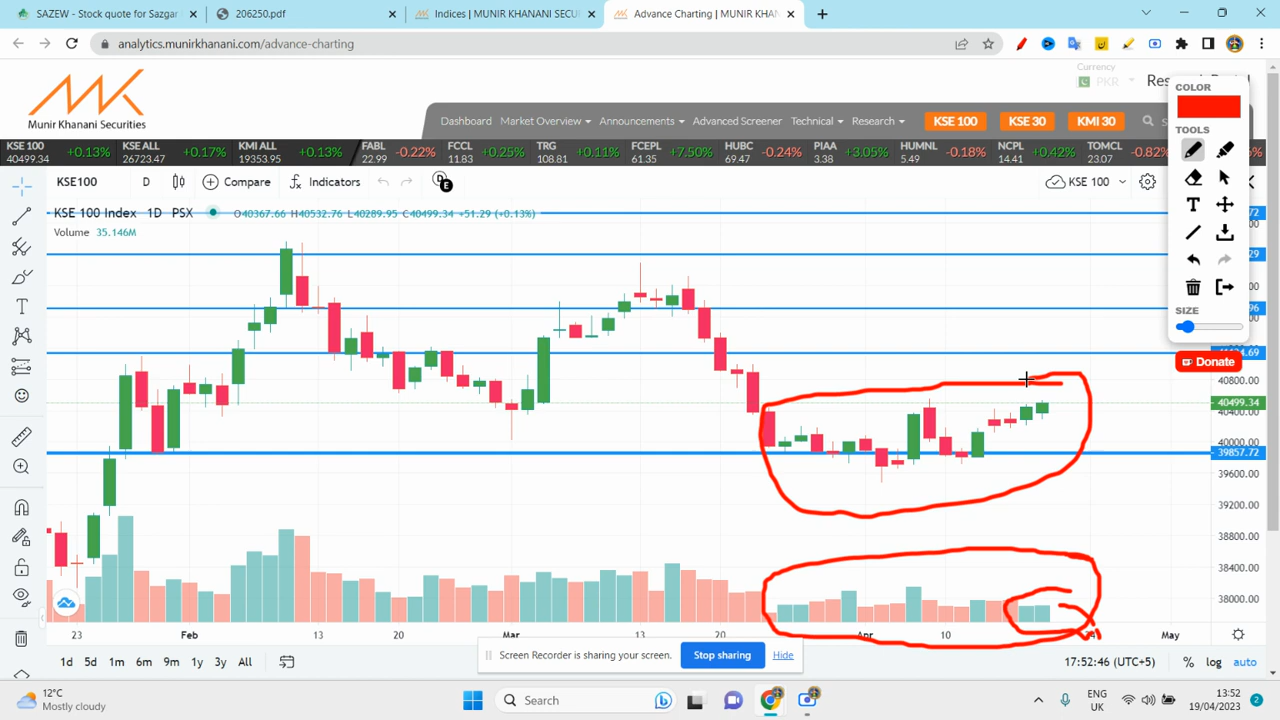 SAZEW - Stock quote for Sazgar
206250.pdf
Indices | MUNIR KHANANI SECUR
Advance Charting | MUNIR KHAN
analytics.munirkhanani.com/advance-charting
Munir Khanani Securities
Currency
PKR
COLOR
TOOLS
SIZE
Donate
Dashboard Market Overview Announcements Advanced Screener Technical Research KSE 100 KSE 30 KMI 30
KSE 100 40499.34 +0.13%
KSE ALL 26723.47 +0.17%
KMI ALL 19353.95 +0.13%
FABL 22.99 -0.22%
FCCL 11.83 +0.25%
TRG 108.81 +0.11%
FCEPL 61.35 +7.50%
HUBC 69.47 -0.24%
PIAA 3.38 +3.05%
HUMNL 5.49 -0.18%
NCPL 14.41 +0.42%
TOMCL 23.07 -0.82%
KSE100 D Compare Indicators KSE 100
KSE 100 Index 1D PSX O40367.66 H40532.76 L40289.95 C40499.34 +51.29 (+0.13%)
Volume 35.146M
40800.00
40499.34
40400.00
40000.00
39857.72
39600.00
39200.00
38800.00
38400.00
38000.00
23 Feb 13 20 Mar 13 20 Apr 10 May
Screen Recorder is sharing your screen. Stop sharing Hide
1d 5d 1m 6m 9m 1y 3y All
17:52:46 (UTC+5) % log auto
12°C
Mostly cloudy
Search
ENG
UK
13:52
19/04/2023
2